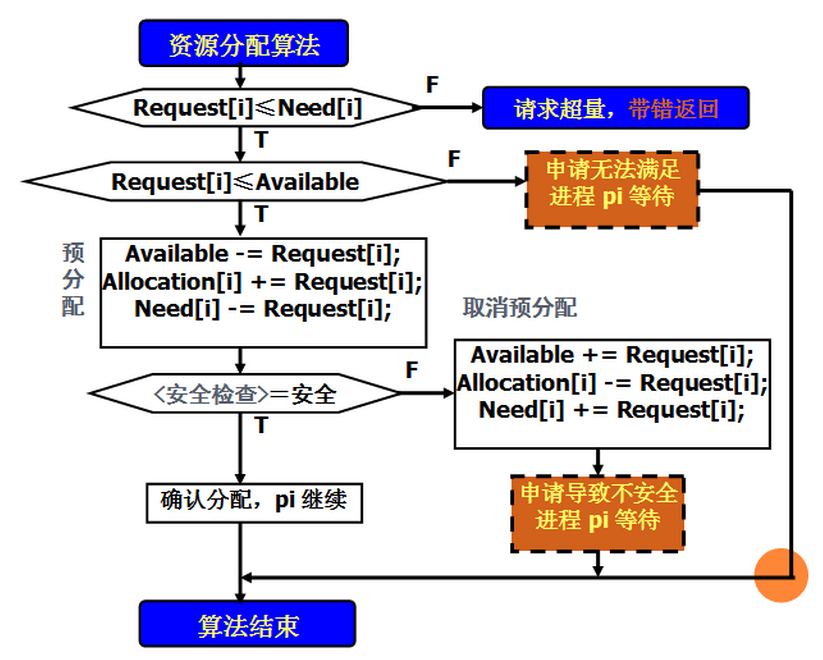 资源分配算法
Request[i]≤Need[i]
F
请求超量，带错返回
T
Request[i]≤Available
F
申请无法满足
进程 pi 等待
T
预
分
配
Available -= Request[i];
Allocation[i] += Request[i];
Need[i] -= Request[i];
取消预分配
Available += Request[i];
Allocation[i] -= Request[i];
Need[i] += Request[i];
<安全检查>＝安全
F
T
确认分配，pi 继续
申请导致不安全
进程 pi 等待
算法结束